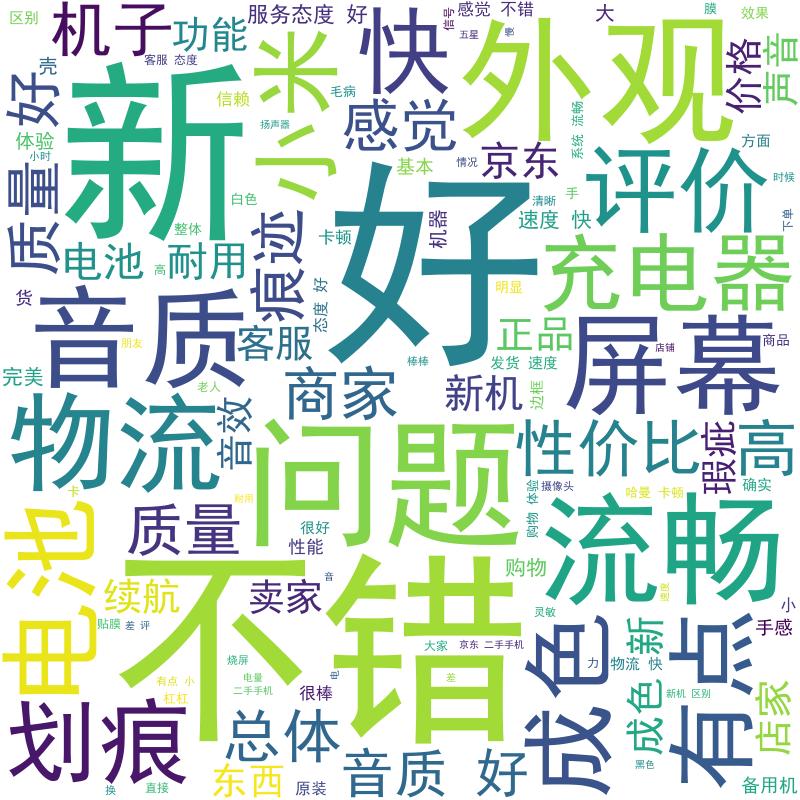 区别
机子
功能
服务态度 好
快
信号
感觉 不错
五星
慢
大
膜
效果
外观
价格
声音
壳
好
客服 态度
小米
毛病
信赖
新
扬声器
感觉
体验
小时
质量
基本
情况
京东
系统 流畅
评价
方面
时候
白色
整体
好
清晰
手
速度 快
下单
机器
卡顿
痕迹
电池
耐用
高
态度 好
明显
充电器
货
音质
朋友
客服
正品
屏幕
店铺
商品
完美
老人
棒棒
发货 速度
商家
新机
边框
物流
音效
问题
性价比
瑕疵
高
卡
耐用
购物 体验
摄像头
哈曼 卡顿
确实
电池
质量
很好
性能
流畅
不错
音
购物
续航
卖家
速度
灵敏
小
手感
贴膜
差 评
大家
京东 二手手机
成色
新
有点
烧屏
电量
二手手机
电
差
力
物流 快
有点 小
杠杠
很棒
成色
新机 区别
店家
划痕
总体
东西
原装
音质 好
黑色
备用机
换
直接